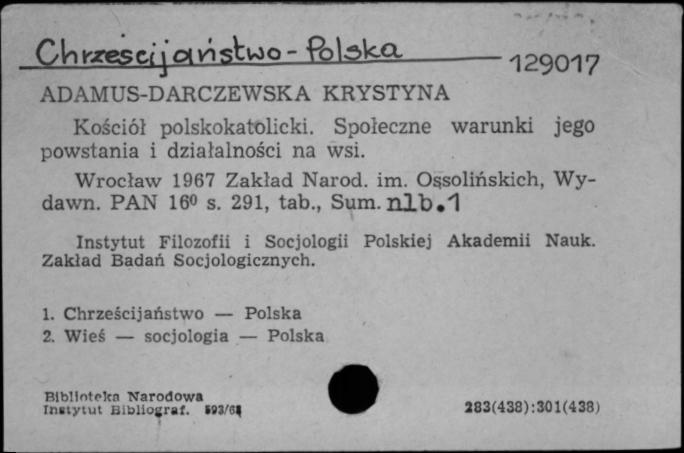 Chrześcijaństwo - Polska
129017
ADAMUS-DARCZEWSKA KRYSTYNA
Kościół polskokatolicki. Społeczne warunki jego
powstania i działalności na wsi.
Wrocław 1967 Zakład Narod. im. Ossolińskich, Wy-
dawn. PAN 16⁰ s. 291, tab., Sum. nlb.1
Instytut Filozofii i Socjologii Polskiej Akademii Nauk.
Zakład Badań Socjologicznych.
1. Chrześcijaństwo — Polska
2. Wieś — socjologia — Polska
Biblioteka Narodowa
Instytut Bibliograf.
283(438):301(438)